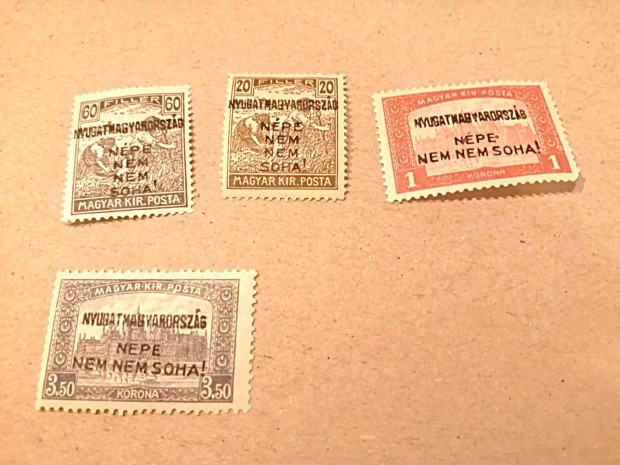 60 FILLER 60
NYUGATMAGYARORSZÁG
NÉPE
NEM
NEM
SOHA!
MAGYAR KIR. POSTA
20 FILLER 20
NYUGATMAGYARORSZÁG
NÉPE
NEM
NEM
SOHA!
MAGYAR KIR. POSTA
MAGYAR KIR. POSTA
NYUGATMAGYARORSZÁG
NÉPE
NEM NEM SOHA!
1 KORONA 1
MAGYAR KIR. POSTA
NYUGATMAGYARORSZÁG
NÉPE
NEM NEM SOHA!
3.50 KORONA 3.50